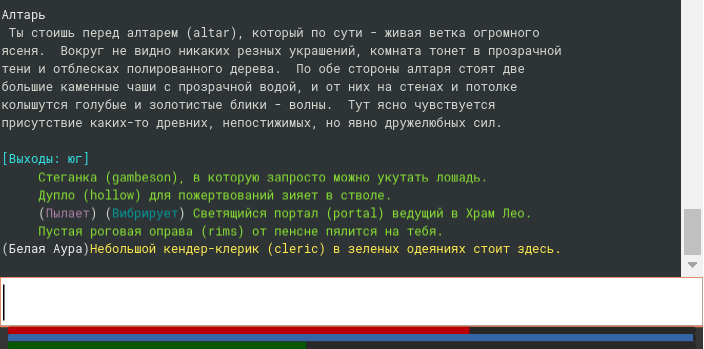 Алтарь
Ты стоишь перед алтарем (altar), который по сути - живая ветка огромного
ясеня. Вокруг не видно никаких резных украшений, комната тонет в прозрачной
тени и отблесках полированного дерева. По обе стороны алтаря стоят две
большие каменные чаши с прозрачной водой, и от них на стенах и потолке
колышутся голубые и золотистые блики - волны. Тут ясно чувствуется
присутствие каких-то древних, непостижимых, но явно дружелюбных сил.
[Выходы: юг]
Стеганка (gambeson), в которую запросто можно укутать лошадь.
Дупло (hollow) для пожертвований зияет в стволе.
(Пылает) (Вибрирует) Светящийся портал (portal) ведущий в Храм Лео.
Пустая роговая оправа (rims) от пенсне пялится на тебя.
(Белая Аура)Небольшой кендер-клерик (cleric) в зеленых одеяниях стоит здесь.